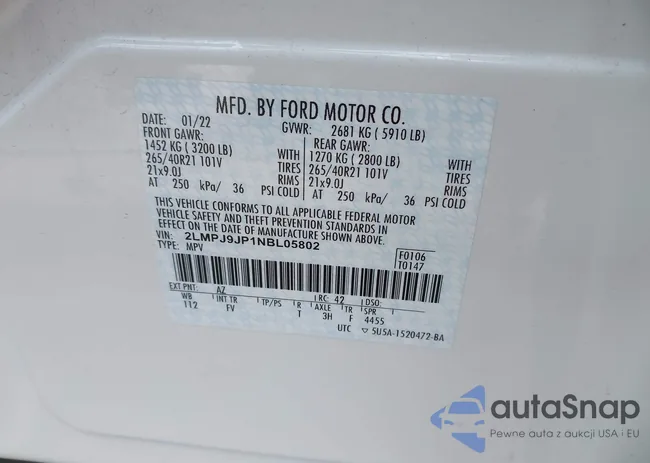 MFD. BY FORD MOTOR CO.
DATE: 01/22 GVWR: 2681 KG ( 5910 LB)
FRONT GAWR: REAR GAWR:
1452 KG ( 3200 LB) WITH 1270 KG ( 2800 LB) WITH
265/40R21 101V TIRES 265/40R21 101V TIRES
21x9.0J RIMS 21x9.0J RIMS
AT 250 kPa/ 36 PSI COLD AT 250 kPa/ 36 PSI COLD
THIS VEHICLE CONFORMS TO ALL APPLICABLE FEDERAL MOTOR
VEHICLE SAFETY AND THEFT PREVENTION STANDARDS IN
EFFECT ON THE DATE OF MANUFACTURE SHOWN ABOVE.
VIN: 2LMPJ9JP1NBL05802 F0106
TYPE: MPV T0147
EXT PNT: AZ RC: 42 DSO:
WB INT TR TP/PS R AXLE TR SPR
112 FV T 3H F 4455
UTC ▽ 5U5A-1520472-BA
autaSnap
Pewne auta z aukcji USA i EU